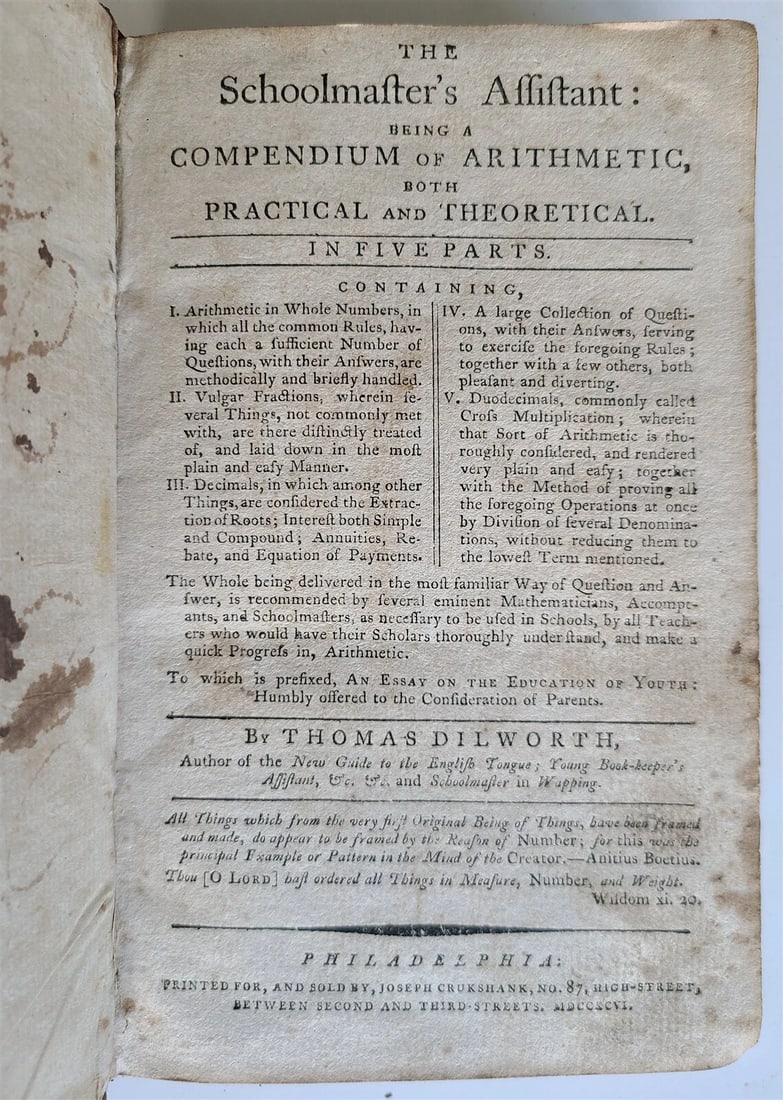 THE
Schoolmaſter's Aſſiſtant:
BEING A
COMPENDIUM OF ARITHMETIC,
BOTH
PRACTICAL AND THEORETICAL.
IN FIVE PARTS.
CONTAINING,
I. Arithmetic in Whole Numbers, in
which all the common Rules, hav-
ing each a ſufficient Number of
Queſtions, with their Anſwers, are
methodically and briefly handled.
II. Vulgar Fractions, wherein ſe-
veral Things, not commonly met
with, are there diſtinctly treated
of, and laid down in the moſt
plain and eaſy Manner.
III. Decimals, in which among other
Things, are conſidered the Extrac-
tion of Roots; Intereſt both Simple
and Compound; Annuities, Re-
bate, and Equation of Payments.
IV. A large Collection of Queſti-
ons, with their Anſwers, ſerving
to exerciſe the foregoing Rules;
together with a few others, both
pleaſant and diverting.
V. Duodecimals, commonly called
Croſs Multiplication; wherein
that Sort of Arithmetic is tho-
roughly conſidered, and rendered
very plain and eaſy; together
with the Method of proving all
the foregoing Operations at once
by Diviſion of ſeveral Denomina-
tions, without reducing them to
the loweſt Term mentioned.
The Whole being delivered in the moſt familiar Way of Queſtion and An-
ſwer, is recommended by ſeveral eminent Mathematicians, Accompt-
ants, and Schoolmaſters, as neceſſary to be uſed in Schools, by all Teach-
ers who would have their Scholars thoroughly underſtand, and make a
quick Progreſs in, Arithmetic.
To which is prefixed, AN ESSAY ON THE EDUCATION OF YOUTH:
Humbly offered to the Conſideration of Parents.
By THOMAS DILWORTH,
Author of the New Guide to the Engliſh Tongue; Young Book-keeper's
Aſſiſtant, &c. &c. and Schoolmaſter in Wapping.
All Things which from the very firſt Original Being of Things, have been framed
and made, do appear to be framed by the Reaſon of Number; for this was the
principal Example or Pattern in the Mind of the Creator.—Anitius Boetius.
Thou [O LORD] haſt ordered all Things in Meaſure, Number, and Weight.
Wiſdom xi. 20.
PHILADELPHIA:
PRINTED FOR, AND SOLD BY, JOSEPH CRUKSHANK, NO. 87, HIGH-STREET,
BETWEEN SECOND AND THIRD-STREETS. MDCCXCVI.